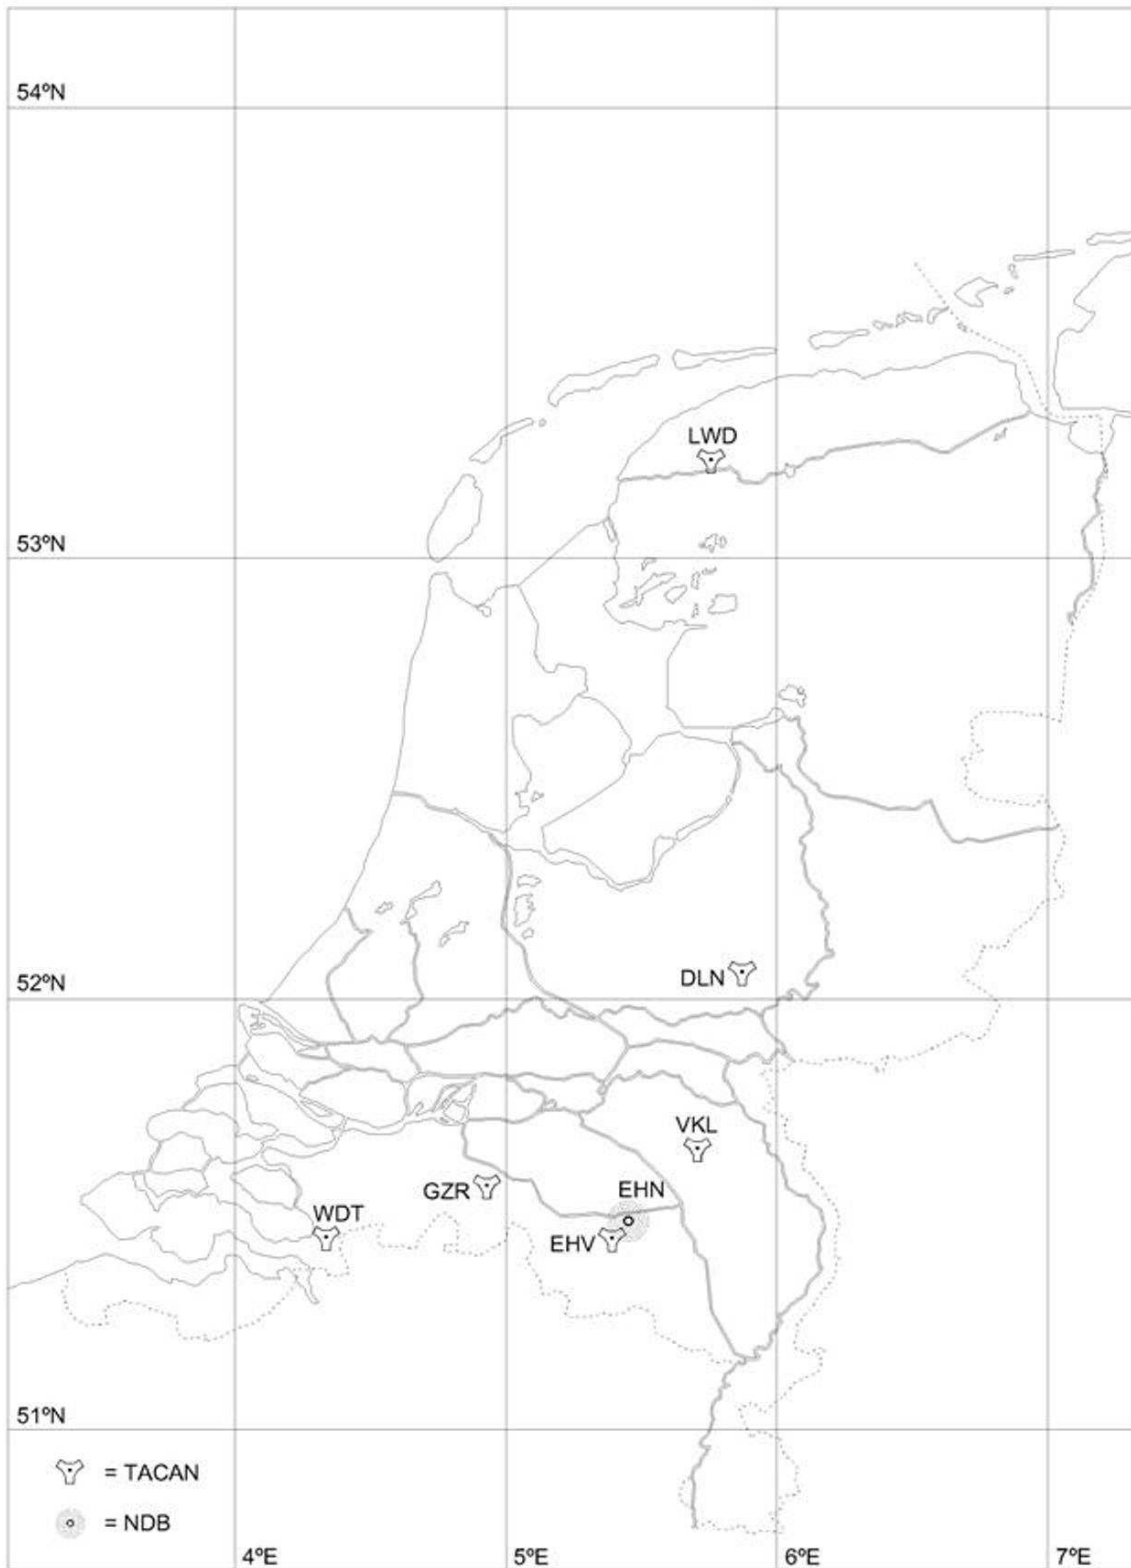 54ºN
LWD
53ºN
52ºN
DLN
VKL
GZR
EHN
WDT
EHV
51ºN
= TACAN
= NDB
4ºE
5ºE
6ºE
7ºE